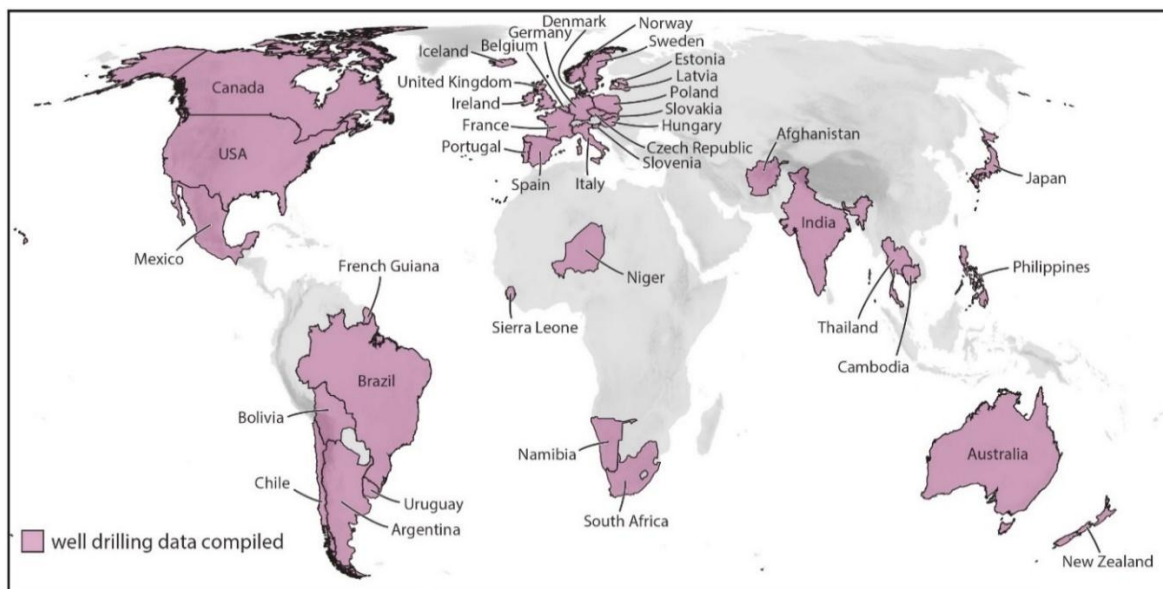 Denmark
Germany
Norway
Iceland
Belgium
Sweden
Estonia
United Kingdom
Latvia
Canada
Poland
Ireland
Slovakia
France
Hungary
Afghanistan
USA
Portugal
Czech Republic
Slovenia
Spain
Italy
Japan
India
Mexico
French Guiana
Niger
Philippines
Sierra Leone
Thailand
Cambodia
Brazil
Bolivia
Namibia
Australia
Chile
Uruguay
South Africa
Argentina
well drilling data compiled
New Zealand